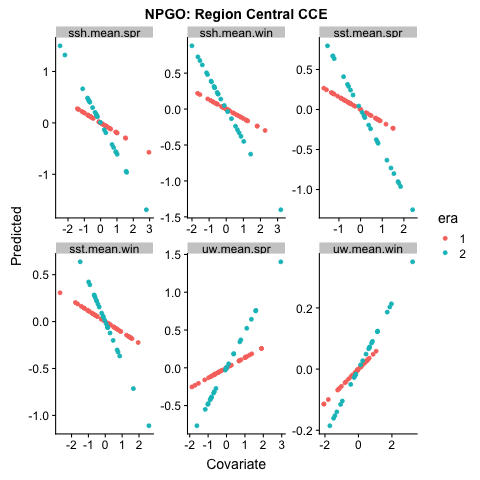 NPGO: Region Central CCE
ssh.mean.spr ssh.mean.win sst.mean.spr
1
0
-1
-2 -1 0 1 2 3
0.5
0.0
-0.5
-1.0
-1.5
-2 -1 0 1 2 3
0.5
0.0
-0.5
-1.0
-1 0 1 2
sst.mean.win uw.mean.spr uw.mean.win
0.5
0.0
-0.5
-1.0
-2 -1 0 1 2
1.5
1.0
0.5
0.0
-0.5
-2 -1 0 1 2 3
0.2
0.0
-0.2
-2 0 2
Predicted
Covariate
era
1
2